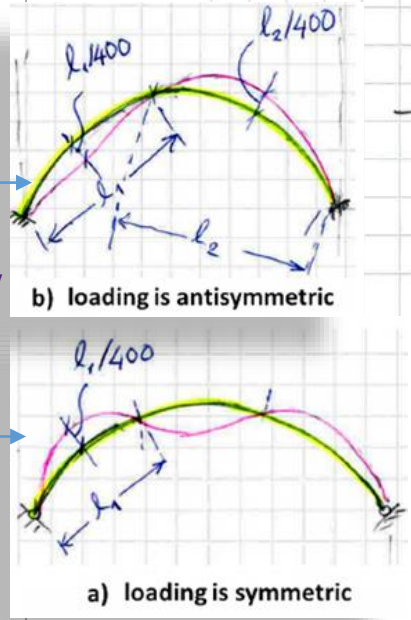 l₁/400
l₂/400
l₁
l₂
b) loading is antisymmetric
l₁/400
l₁
a) loading is symmetric